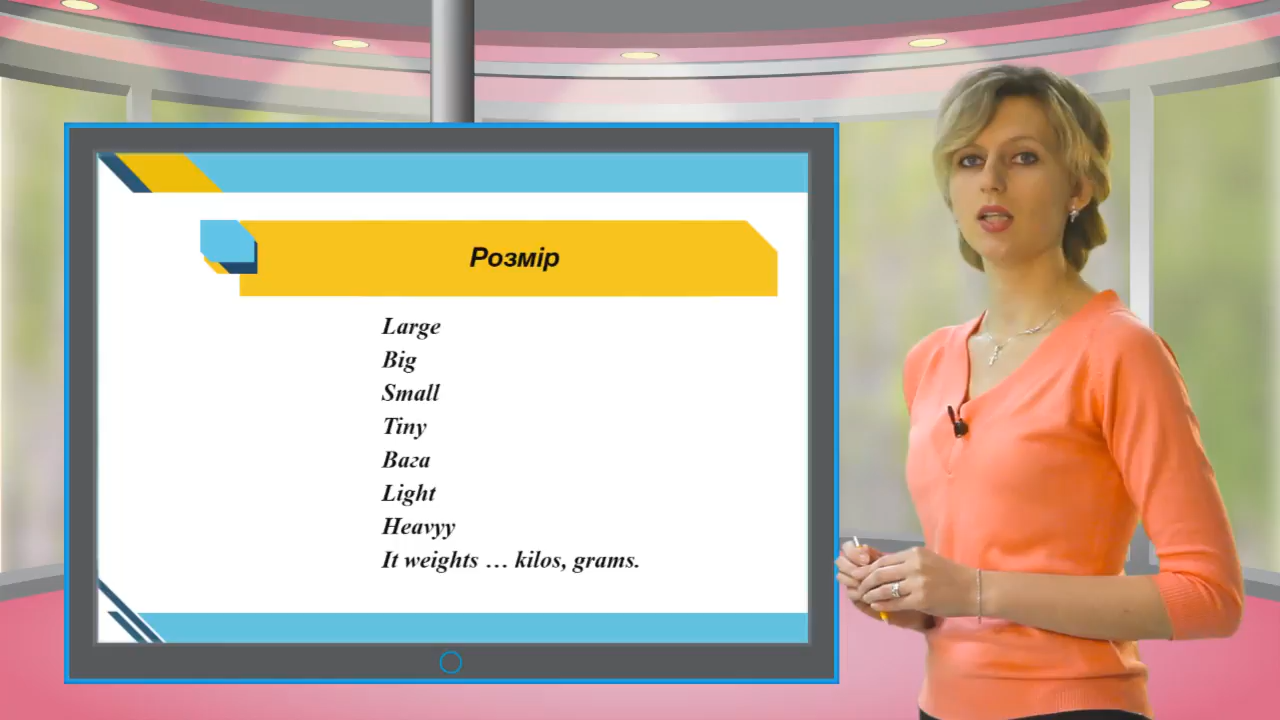 Розмір
Large
Big
Small
Tiny
Вага
Light
Heavyy
It weights … kilos, grams.